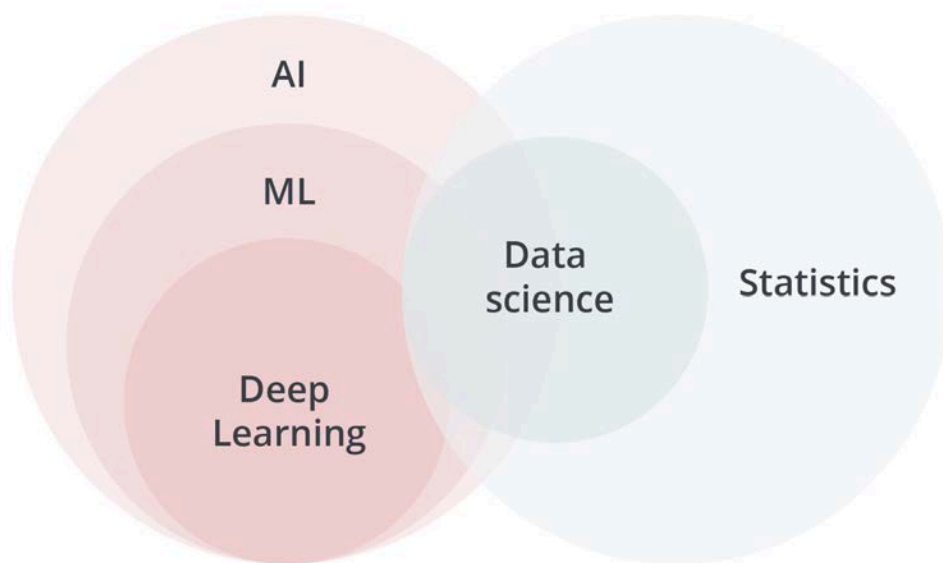 AI
ML
Data
science
Statistics
Deep
Learning